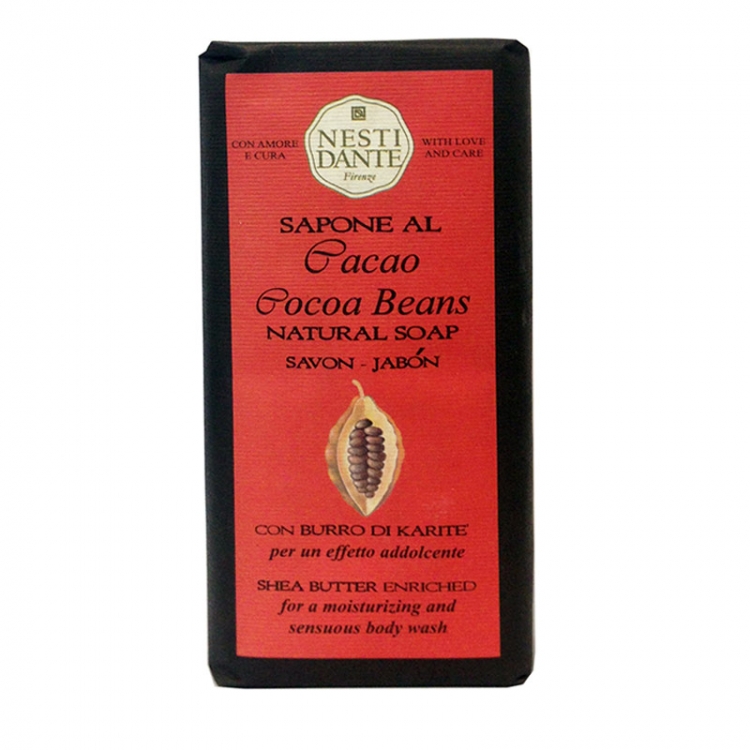 CON AMORE
E CURA
NESTI
DANTE
Firenze
WITH LOVE
AND CARE
SAPONE AL
Cacao
Cocoa Beans
NATURAL SOAP
SAVON - JABÓN
CON BURRO DI KARITE'
per un effetto addolcente
SHEA BUTTER ENRICHED
for a moisturizing and
sensuous body wash